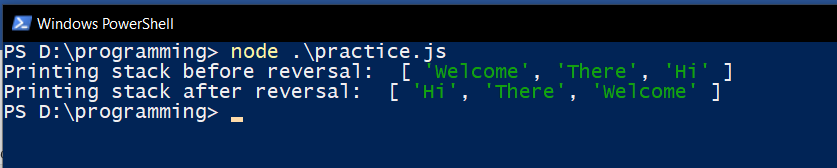 Windows PowerShell
PS D:\programming> node .\practice.js
Printing stack before reversal:  [ 'Welcome', 'There', 'Hi' ]
Printing stack after reversal:  [ 'Hi', 'There', 'Welcome' ]
PS D:\programming>